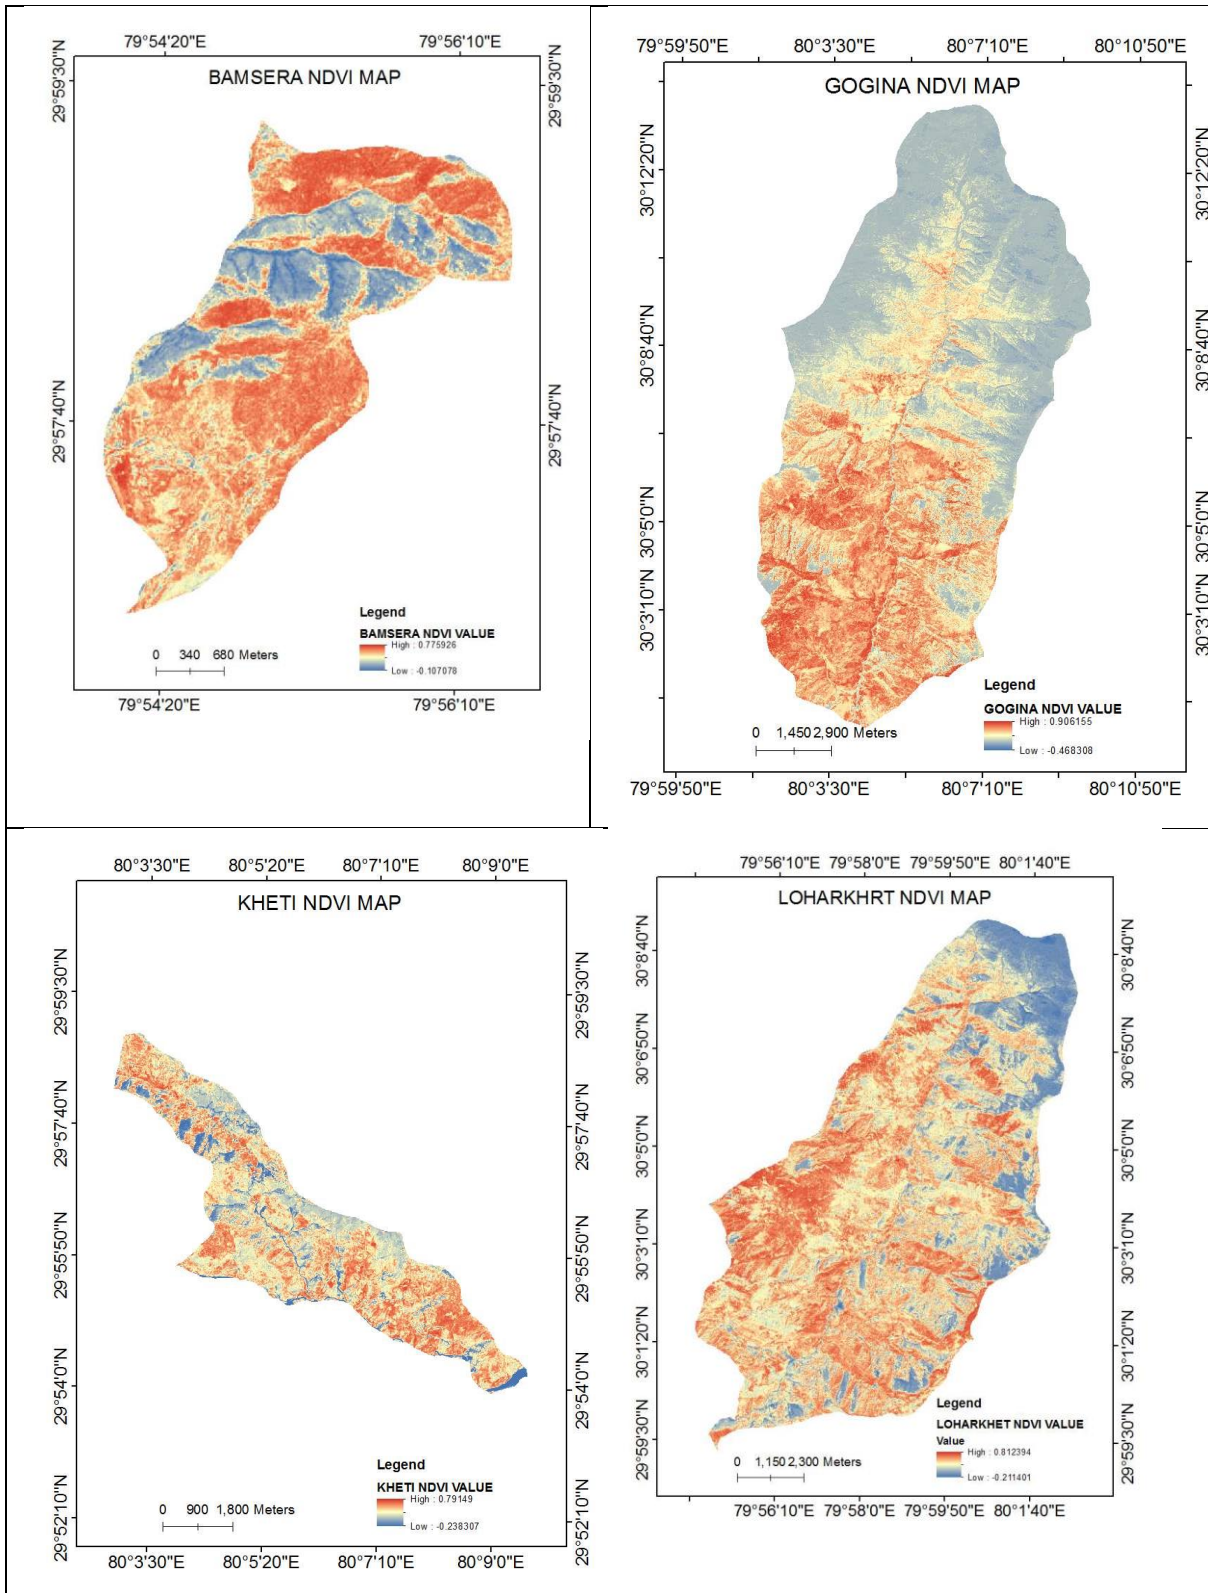 79°54'20"E 79°56'10"E
BAMSERA NDVI MAP
29°59'30"N 29°59'30"N
29°57'40"N 29°57'40"N
Legend
BAMSERA NDVI VALUE
High : 0.775926
Low : -0.107078
0 340 680 Meters
79°54'20"E 79°56'10"E
79°59'50"E 80°3'30"E 80°7'10"E 80°10'50"E
GOGINA NDVI MAP
30°12'20"N 30°12'20"N
30°8'40"N 30°8'40"N
30°5'0"N 30°5'0"N
30°3'10"N 30°3'10"N
Legend
GOGINA NDVI VALUE
High : 0.906155
Low : -0.468308
0 1,450 2,900 Meters
79°59'50"E 80°3'30"E 80°7'10"E 80°10'50"E
80°3'30"E 80°5'20"E 80°7'10"E 80°9'0"E
KHETI NDVI MAP
29°59'30"N 29°59'30"N
29°57'40"N 29°57'40"N
29°55'50"N 29°55'50"N
29°54'0"N 29°54'0"N
29°52'10"N 29°52'10"N
Legend
KHETI NDVI VALUE
High : 0.79149
Low : -0.238307
0 900 1,800 Meters
80°3'30"E 80°5'20"E 80°7'10"E 80°9'0"E
79°56'10"E 79°58'0"E 79°59'50"E 80°1'40"E
LOHARKHRT NDVI MAP
30°8'40"N 30°8'40"N
30°6'50"N 30°6'50"N
30°5'0"N 30°5'0"N
30°3'10"N 30°3'10"N
30°1'20"N 30°1'20"N
29°59'30"N 29°59'30"N
Legend
LOHARKHET NDVI VALUE
Value
High : 0.812394
Low : -0.211401
0 1,150 2,300 Meters
79°56'10"E 79°58'0"E 79°59'50"E 80°1'40"E